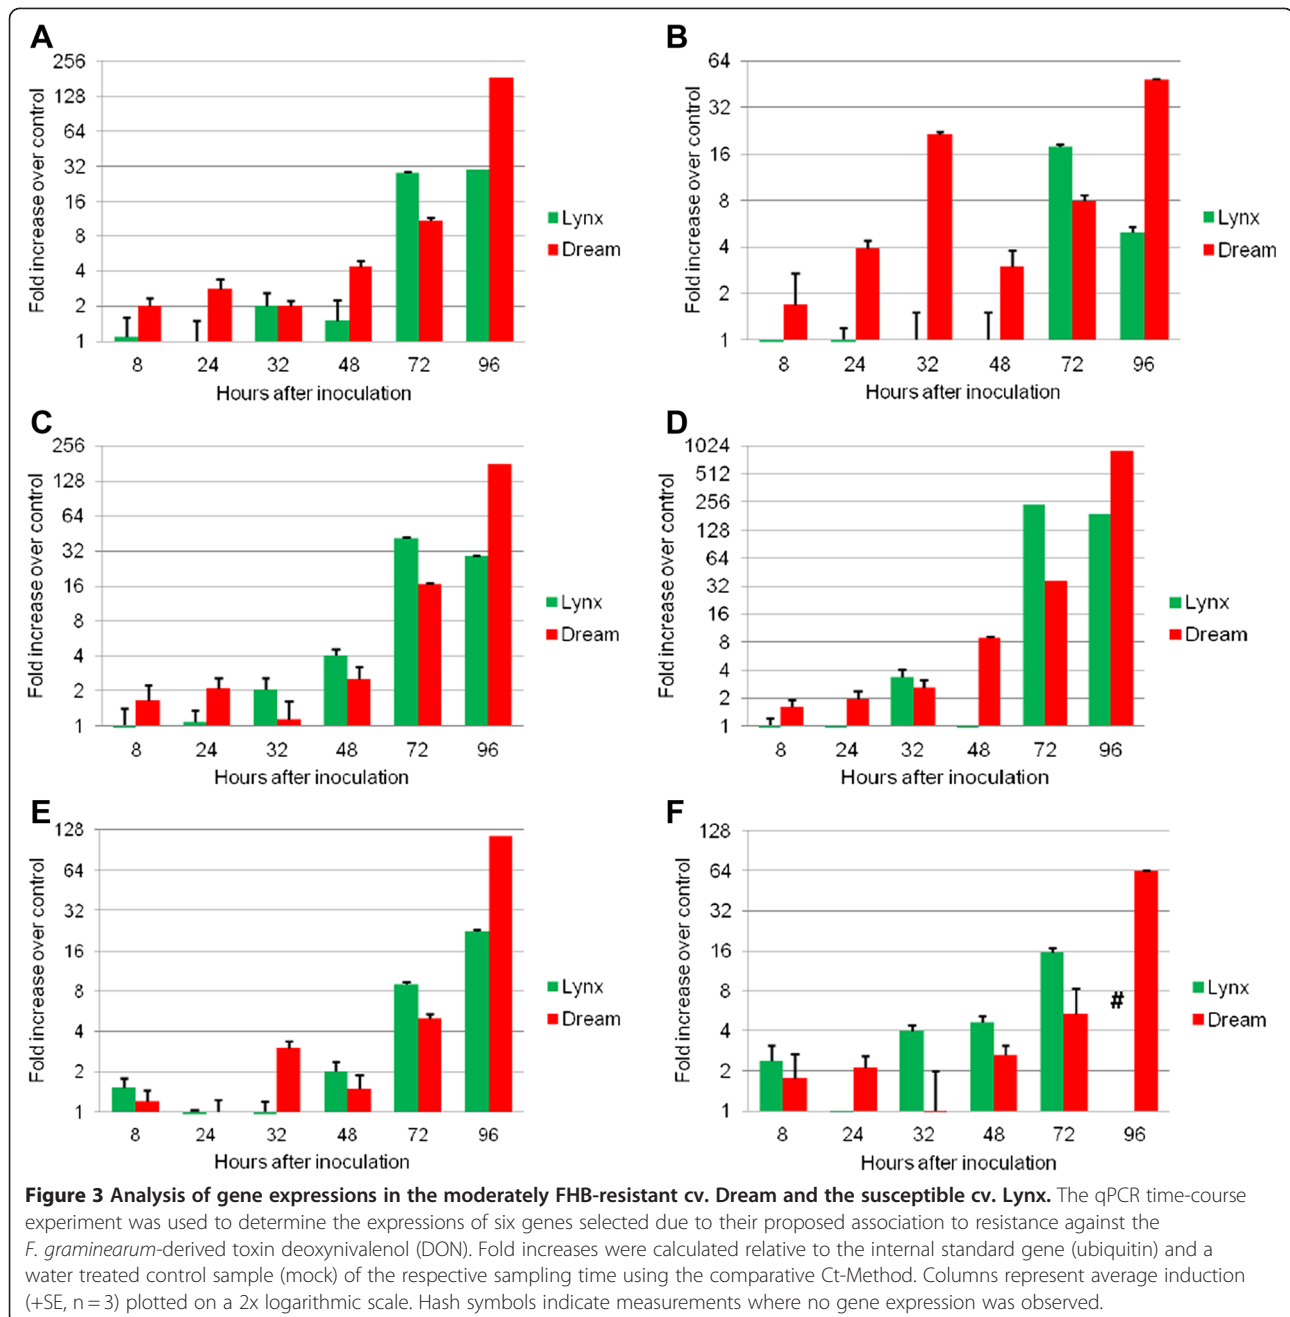 A
Fold increase over control
256
128
64
32
16
8
4
2
1
8 24 32 48 72 96
Hours after inoculation
Lynx
Dream
B
Fold increase over control
64
32
16
8
4
2
1
8 24 32 48 72 96
Hours after inoculation
Lynx
Dream
C
Fold increase over control
256
128
64
32
16
8
4
2
1
8 24 32 48 72 96
Hours after inoculation
Lynx
Dream
D
Fold increase over control
1024
512
256
128
64
32
16
8
4
2
1
8 24 32 48 72 96
Hours after inoculation
Lynx
Dream
E
Fold increase over control
128
64
32
16
8
4
2
1
8 24 32 48 72 96
Hours after inoculation
Lynx
Dream
F
Fold increase over control
128
64
32
16
8
4
2
1
#
8 24 32 48 72 96
Hours after inoculation
Lynx
Dream
Figure 3 Analysis of gene expressions in the moderately FHB-resistant cv. Dream and the susceptible cv. Lynx. The qPCR time-course
experiment was used to determine the expressions of six genes selected due to their proposed association to resistance against the
F. graminearum-derived toxin deoxynivalenol (DON). Fold increases were calculated relative to the internal standard gene (ubiquitin) and a
water treated control sample (mock) of the respective sampling time using the comparative Ct-Method. Columns represent average induction
(+SE, n = 3) plotted on a 2x logarithmic scale. Hash symbols indicate measurements where no gene expression was observed.